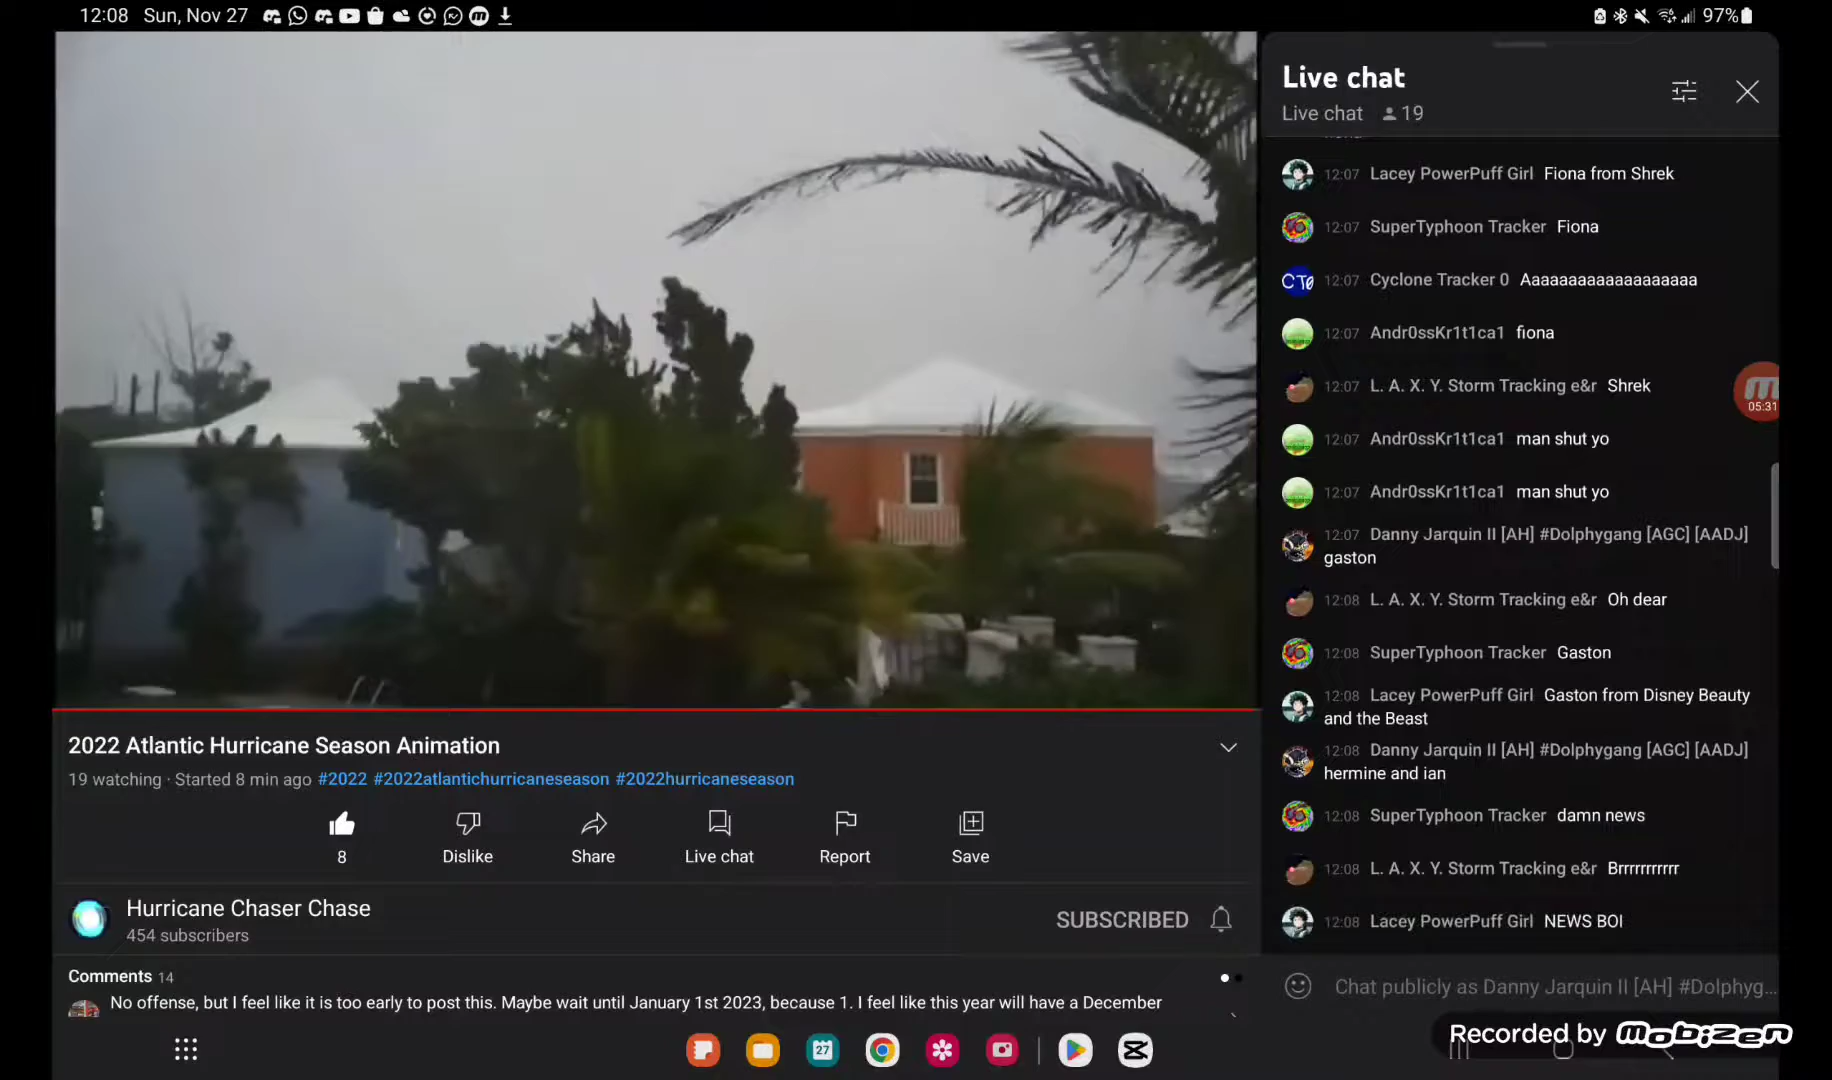 12:08 Sun, Nov 27
97%
Live chat
Live chat 19
12:07 Lacey PowerPuff Girl Fiona from Shrek
12:07 SuperTyphoon Tracker Fiona
12:07 Cyclone Tracker 0 Aaaaaaaaaaaaaaaaaaa
12:07 Andr0ssKr1t1ca1 fiona
12:07 L. A. X. Y. Storm Tracking e&r Shrek
05:31
12:07 Andr0ssKr1t1ca1 man shut yo
12:07 Andr0ssKr1t1ca1 man shut yo
12:07 Danny Jarquin II [AH] #Dolphygang [AGC] [AADJ]
gaston
12:08 L. A. X. Y. Storm Tracking e&r Oh dear
12:08 SuperTyphoon Tracker Gaston
12:08 Lacey PowerPuff Girl Gaston from Disney Beauty
and the Beast
12:08 Danny Jarquin II [AH] #Dolphygang [AGC] [AADJ]
hermine and ian
12:08 SuperTyphoon Tracker damn news
12:08 L. A. X. Y. Storm Tracking e&r Brrrrrrrrrrr
12:08 Lacey PowerPuff Girl NEWS BOI
Chat publicly as Danny Jarquin II [AH] #Dolphyg...
2022 Atlantic Hurricane Season Animation
19 watching · Started 8 min ago #2022 #2022atlantichurricaneseason #2022hurricaneseason
8 Dislike Share Live chat Report Save
Hurricane Chaser Chase
454 subscribers
SUBSCRIBED
Comments 14
No offense, but I feel like it is too early to post this. Maybe wait until January 1st 2023, because 1. I feel like this year will have a December
27
Recorded by Mobizen